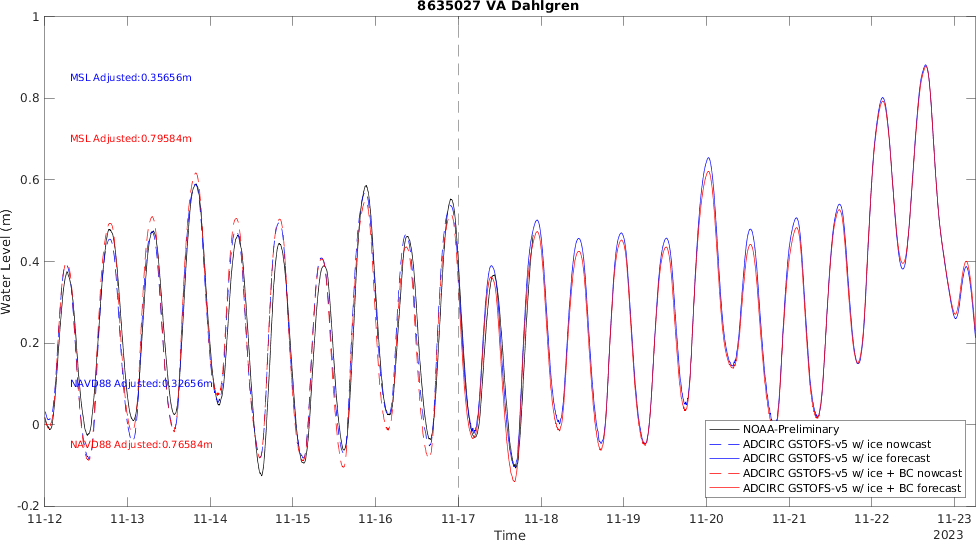 8635027 VA Dahlgren
Water Level (m)
1
0.8
0.6
0.4
0.2
0
-0.2
MSL Adjusted:0.35656m
MSL Adjusted:0.79584m
NAVD88 Adjusted:0.32656m
NAVD88 Adjusted:0.76584m
NOAA-Preliminary
ADCIRC GSTOFS-v5 w/ ice nowcast
ADCIRC GSTOFS-v5 w/ ice forecast
ADCIRC GSTOFS-v5 w/ ice + BC nowcast
ADCIRC GSTOFS-v5 w/ ice + BC forecast
11-12 11-13 11-14 11-15 11-16 11-17 11-18 11-19 11-20 11-21 11-22 11-23
Time 2023